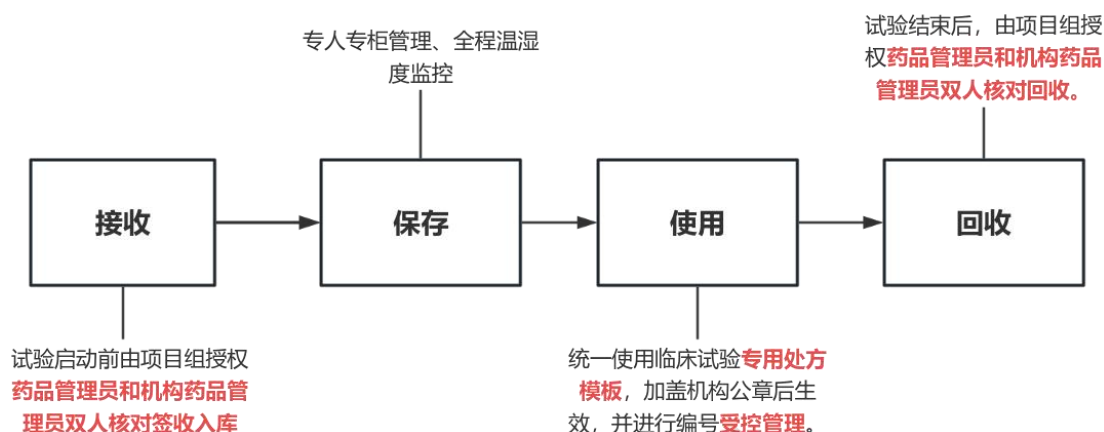 专人专柜管理、全程温湿
度监控
试验结束后，由项目组授
权药品管理员和机构药品
管理员双人核对回收。
接收
保存
使用
回收
试验启动前由项目组授权
药品管理员和机构药品管
理员双人核对签收入库
统一使用临床试验专用处方
模板，加盖机构公章后生
效，并进行编号受控管理。